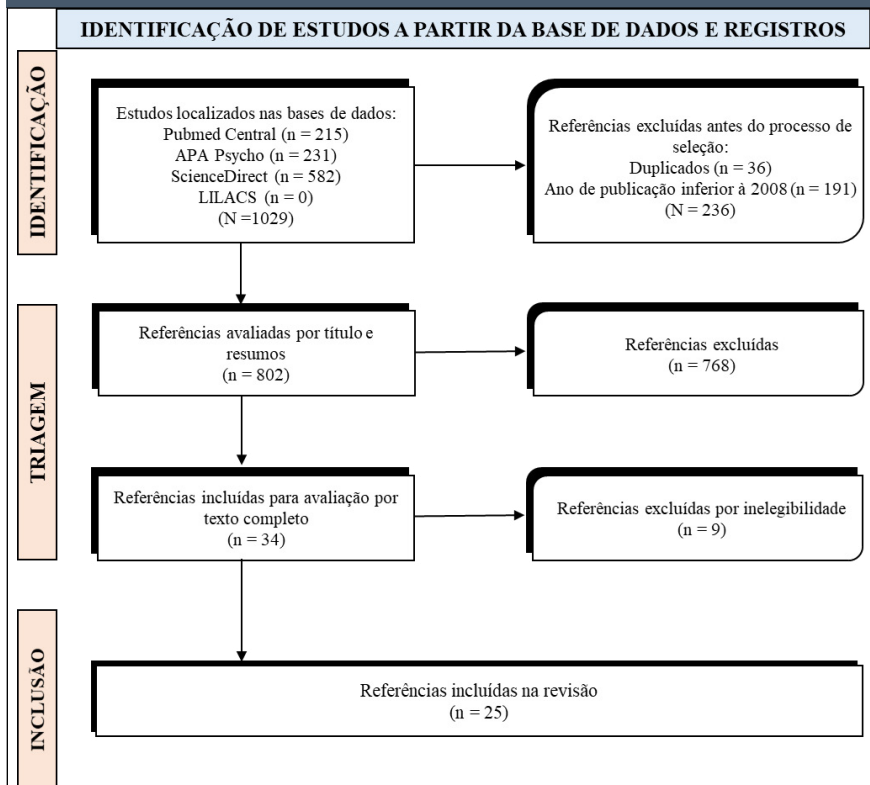 IDENTIFICAÇÃO DE ESTUDOS A PARTIR DA BASE DE DADOS E REGISTROS
IDENTIFICAÇÃO
Estudos localizados nas bases de dados:
Pubmed Central (n = 215)
APA Psycho (n = 231)
ScienceDirect (n = 582)
LILACS (n = 0)
(N =1029)
Referências excluídas antes do processo de
seleção:
Duplicados (n = 36)
Ano de publicação inferior à 2008 (n = 191)
(N = 236)
TRIAGEM
Referências avaliadas por título e
resumos
(n = 802)
Referências excluídas
(n = 768)
Referências incluídas para avaliação por
texto completo
(n = 34)
Referências excluídas por inelegibilidade
(n = 9)
INCLUSÃO
Referências incluídas na revisão
(n = 25)